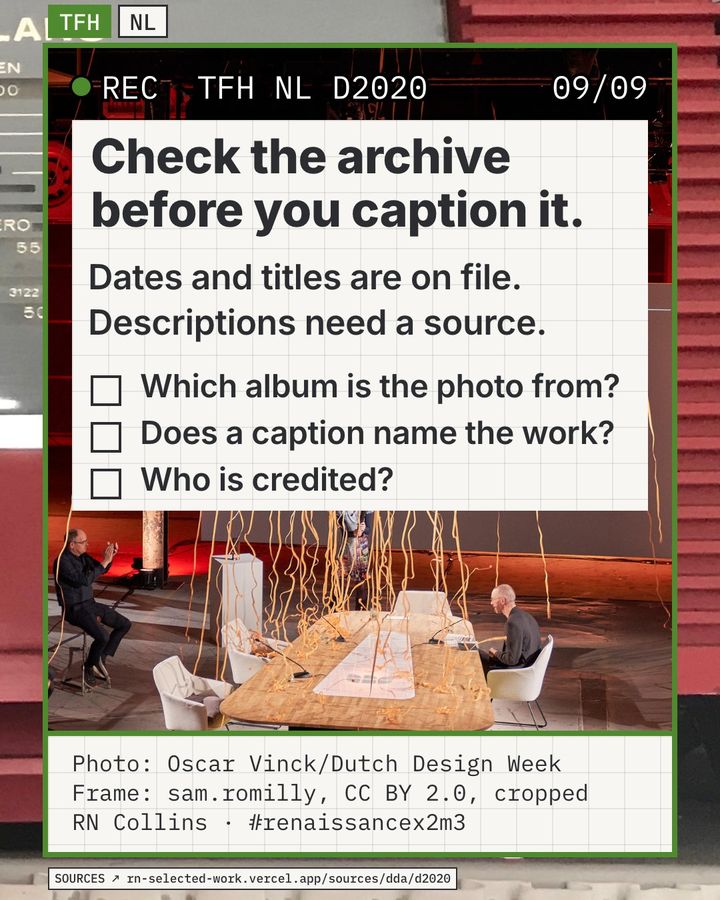 TFH NL
REC TFH NL D2020 09/09
Check the archive
before you caption it.
Dates and titles are on file.
Descriptions need a source.
Which album is the photo from?
Does a caption name the work?
Who is credited?
Photo: Oscar Vinck/Dutch Design Week
Frame: sam.romilly, CC BY 2.0, cropped
RN Collins · #renaissancex2m3
SOURCES ↗ rn-selected-work.vercel.app/sources/dda/d2020
3122
55